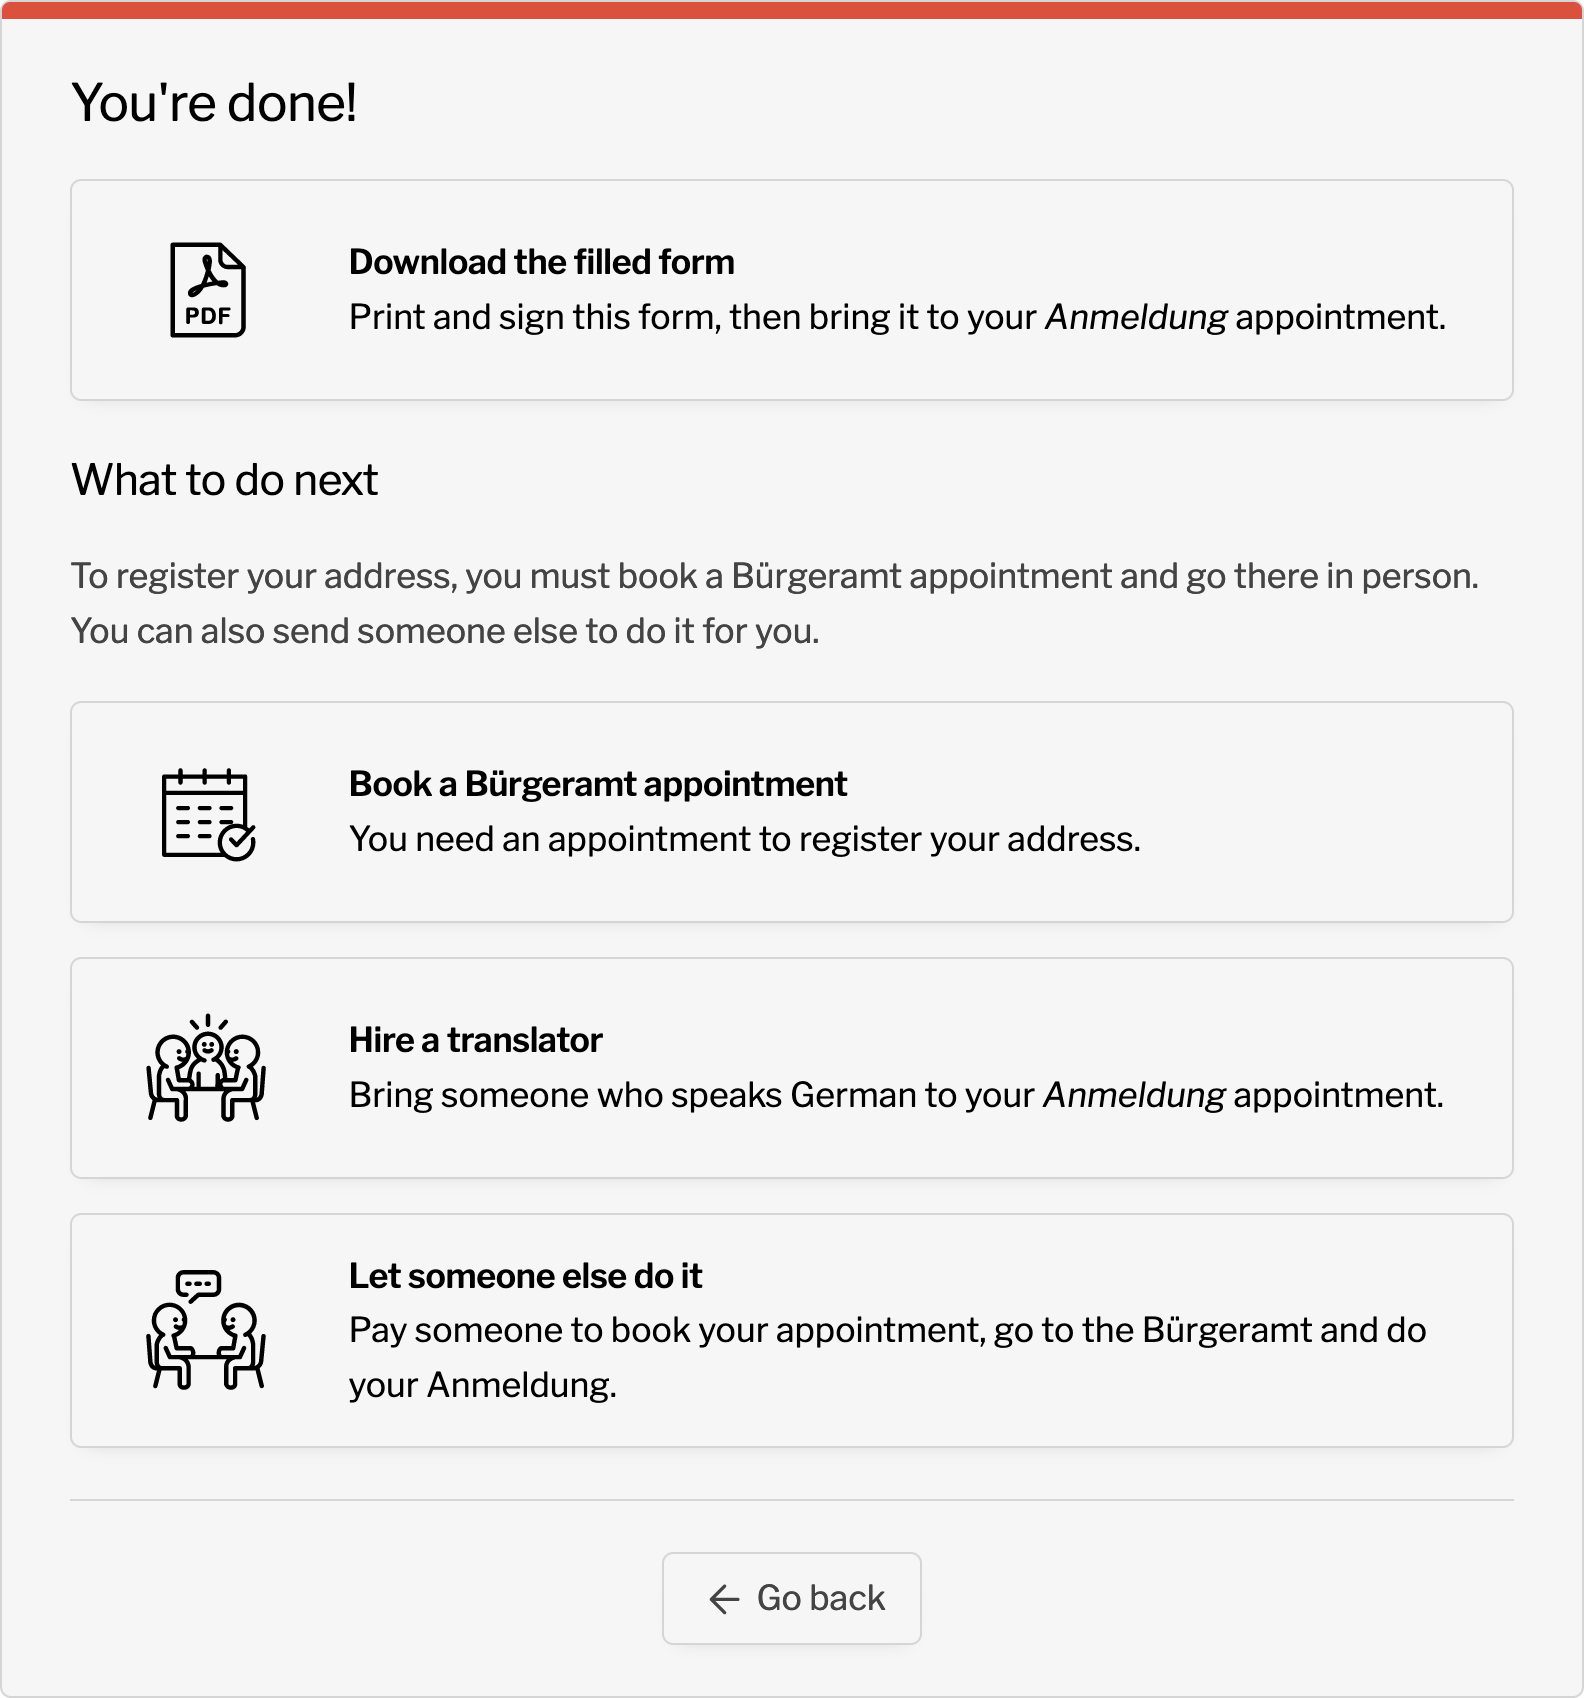 You're done!
PDF
Download the filled form
Print and sign this form, then bring it to your Anmeldung appointment.
What to do next
To register your address, you must book a Bürgeramt appointment and go there in person.
You can also send someone else to do it for you.
Book a Bürgeramt appointment
You need an appointment to register your address.
Hire a translator
Bring someone who speaks German to your Anmeldung appointment.
Let someone else do it
Pay someone to book your appointment, go to the Bürgeramt and do
your Anmeldung.
Go back